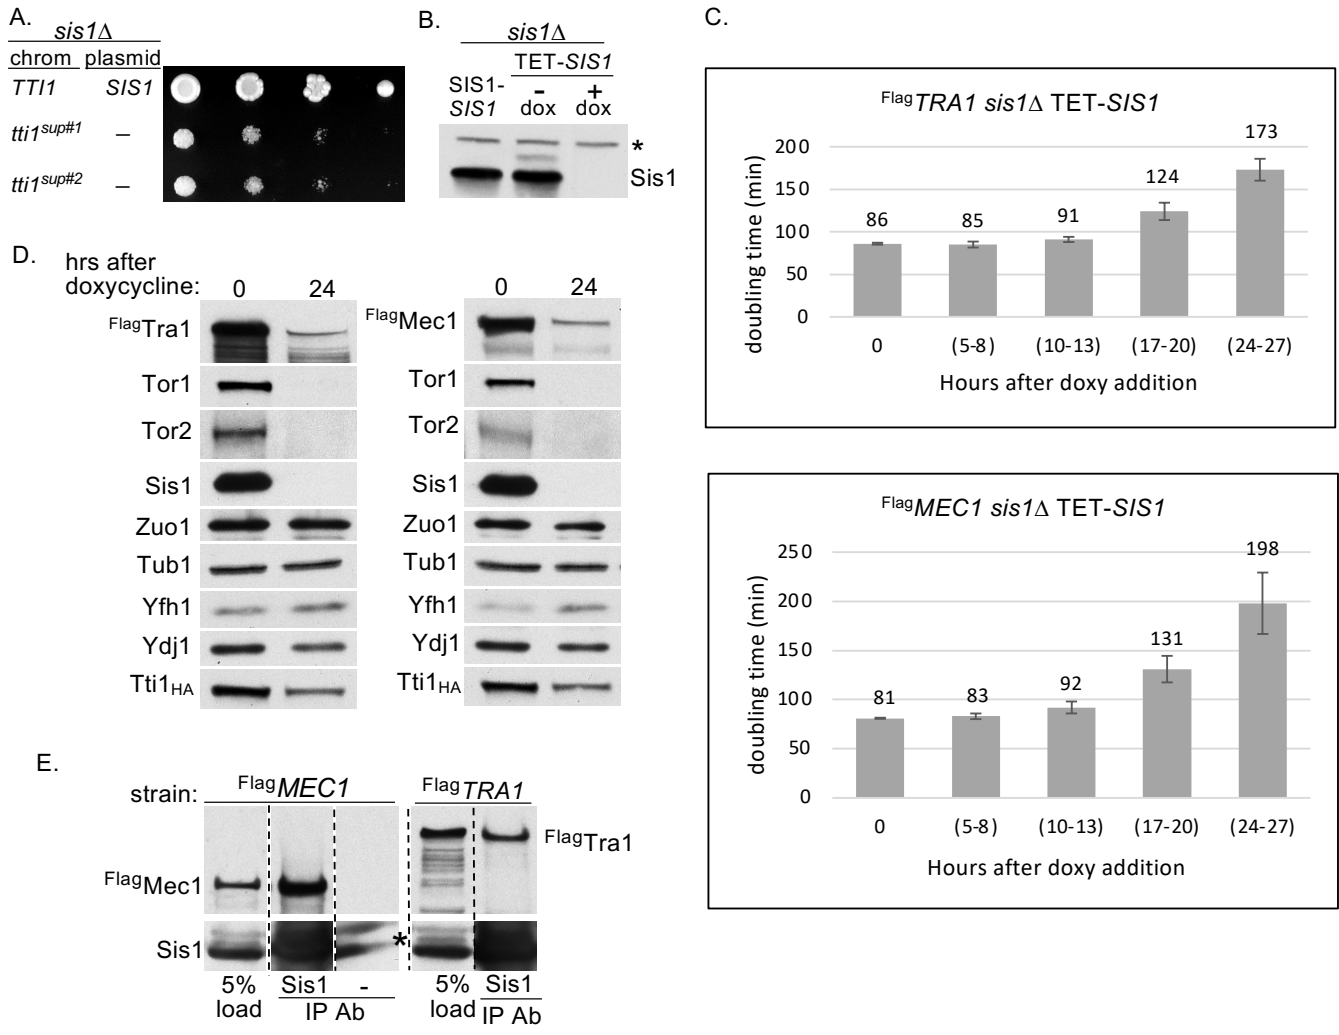 A.
sis1Δ
chrom plasmid
TTI1 SIS1
tti1sup#1 –
tti1sup#2 –
B.
sis1Δ
TET-SIS1
SIS1- - +
SIS1 dox dox
*
Sis1
C.
FlagTRA1 sis1Δ TET-SIS1
doubling time (min)
200
150
100
50
0
86 85 91 124 173
0 (5-8) (10-13) (17-20) (24-27)
Hours after doxy addition
FlagMEC1 sis1Δ TET-SIS1
doubling time (min)
250
200
150
100
50
0
81 83 92 131 198
0 (5-8) (10-13) (17-20) (24-27)
Hours after doxy addition
D.
hrs after
doxycycline: 0 24 0 24
FlagTra1 FlagMec1
Tor1 Tor1
Tor2 Tor2
Sis1 Sis1
Zuo1 Zuo1
Tub1 Tub1
Yfh1 Yfh1
Ydj1 Ydj1
Tti1HA Tti1HA
E.
strain: FlagMEC1 FlagTRA1
FlagTra1
FlagMec1
Sis1 *
5% Sis1 - 5% Sis1
load IP Ab load IP Ab